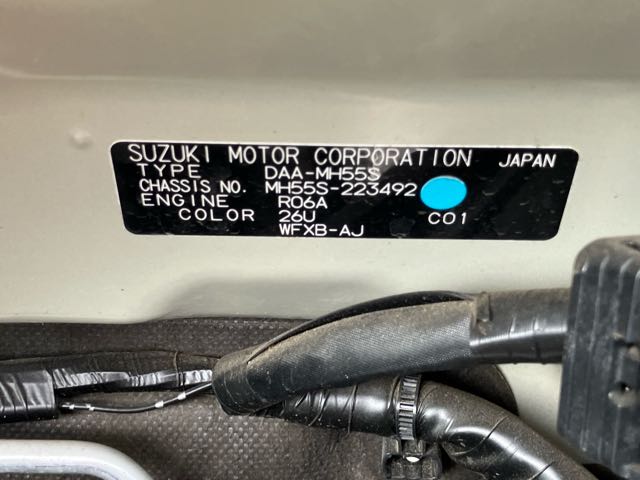 SUZUKI MOTOR CORPORATION JAPAN
TYPE DAA-MH55S
CHASSIS NO. MH55S-223492
ENGINE R06A
COLOR 26U C01
WFXB-AJ